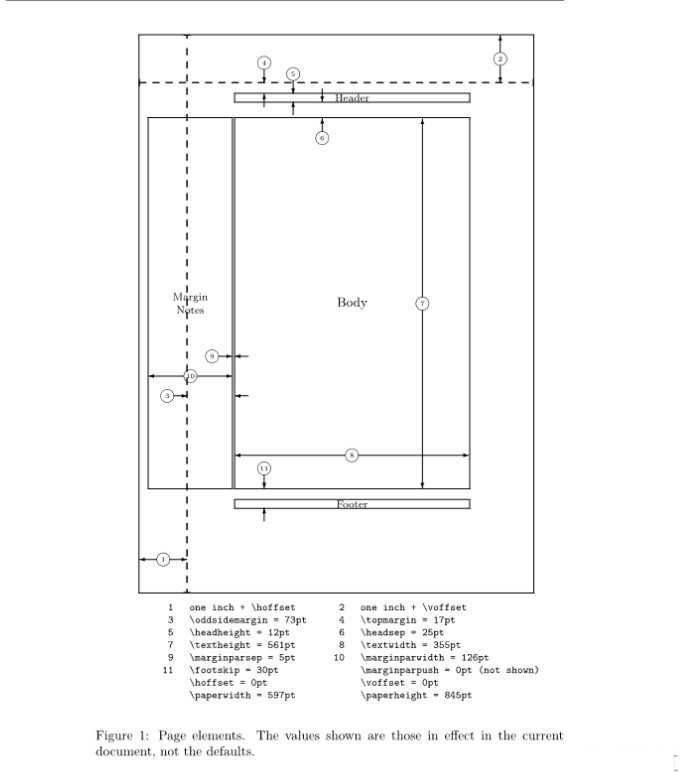 2
4
5
Header
6
Margin
Notes
Body
7
9
10
3
8
11
Footer
1
1 one inch + \hoffset 2 one inch + \voffset
3 \oddsidemargin = 73pt 4 \topmargin = 17pt
5 \headheight = 12pt 6 \headsep = 25pt
7 \textheight = 561pt 8 \textwidth = 355pt
9 \marginparsep = 5pt 10 \marginparwidth = 126pt
11 \footskip = 30pt \marginparpush = 0pt (not shown)
\hoffset = 0pt \voffset = 0pt
\paperwidth = 597pt \paperheight = 845pt
Figure 1: Page elements. The values shown are those in effect in the current
document, not the defaults.